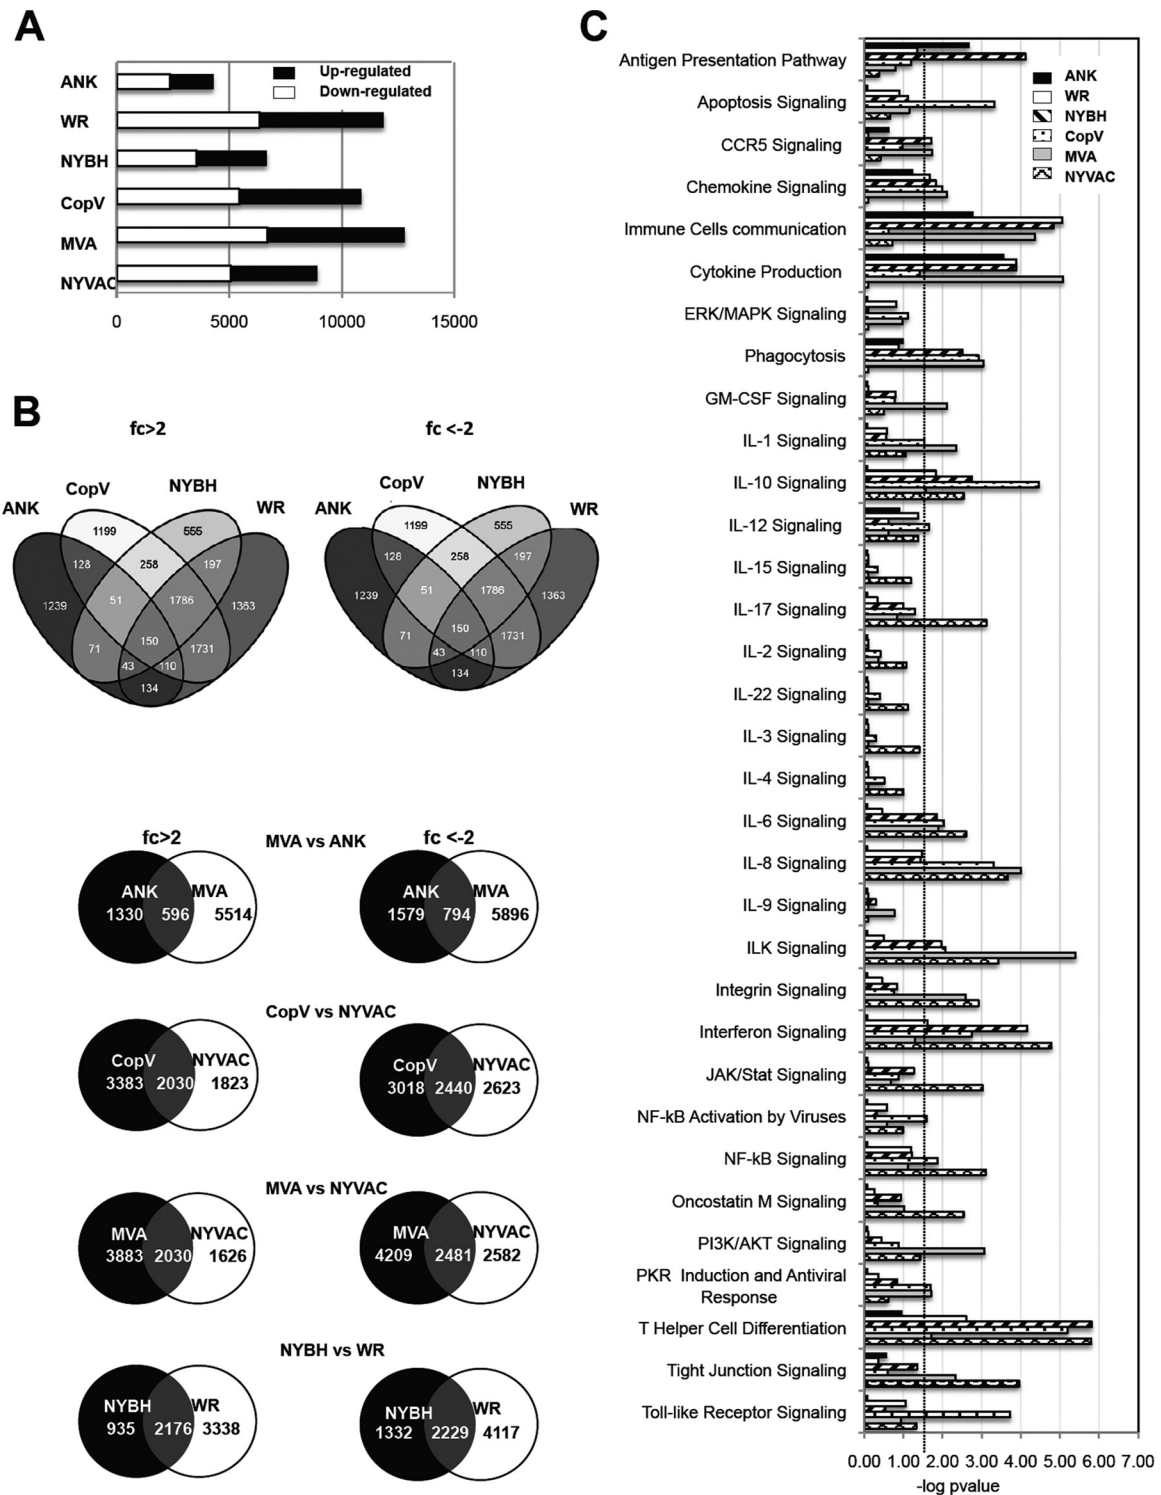 A
ANK
WR
NYBH
CopV
MVA
NYVAC
Up-regulated
Down-regulated
0 5000 10000 15000
B
fc>2
ANK CopV NYBH WR
1199 555
128 258 197
1239 51 1786 1363
71 150 1731
43 110
134
fc <-2
ANK CopV NYBH WR
1199 555
128 258 197
1239 51 1786 1363
71 150 1731
43 110
134
fc>2 MVA vs ANK fc <-2
ANK MVA
1330 596 5514
ANK MVA
1579 794 5896
CopV vs NYVAC
CopV NYVAC
3383 2030 1823
CopV NYVAC
3018 2440 2623
MVA vs NYVAC
MVA NYVAC
3883 2030 1626
MVA NYVAC
4209 2481 2582
NYBH vs WR
NYBH WR
935 2176 3338
NYBH WR
1332 2229 4117
C
Antigen Presentation Pathway
Apoptosis Signaling
CCR5 Signaling
Chemokine Signaling
Immune Cells communication
Cytokine Production
ERK/MAPK Signaling
Phagocytosis
GM-CSF Signaling
IL-1 Signaling
IL-10 Signaling
IL-12 Signaling
IL-15 Signaling
IL-17 Signaling
IL-2 Signaling
IL-22 Signaling
IL-3 Signaling
IL-4 Signaling
IL-6 Signaling
IL-8 Signaling
IL-9 Signaling
ILK Signaling
Integrin Signaling
Interferon Signaling
JAK/Stat Signaling
NF-kB Activation by Viruses
NF-kB Signaling
Oncostatin M Signaling
PI3K/AKT Signaling
PKR Induction and Antiviral
Response
T Helper Cell Differentiation
Tight Junction Signaling
Toll-like Receptor Signaling
ANK
WR
NYBH
CopV
MVA
NYVAC
0.00 1.00 2.00 3.00 4.00 5.00 6.00 7.00
-log pvalue